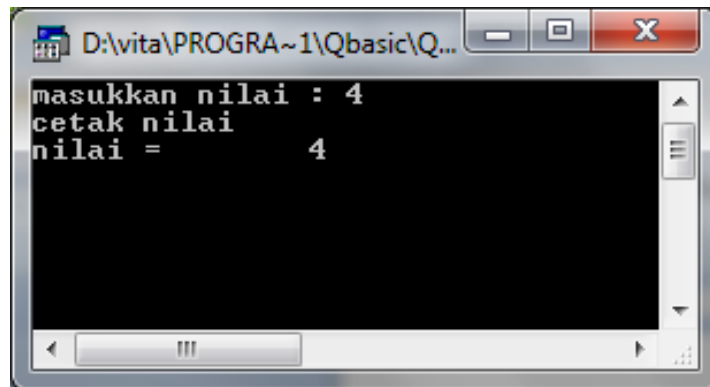 D:\vita\PROGRA~1\Qbasic\Q...
masukkan nilai : 4
cetak nilai
nilai =         4